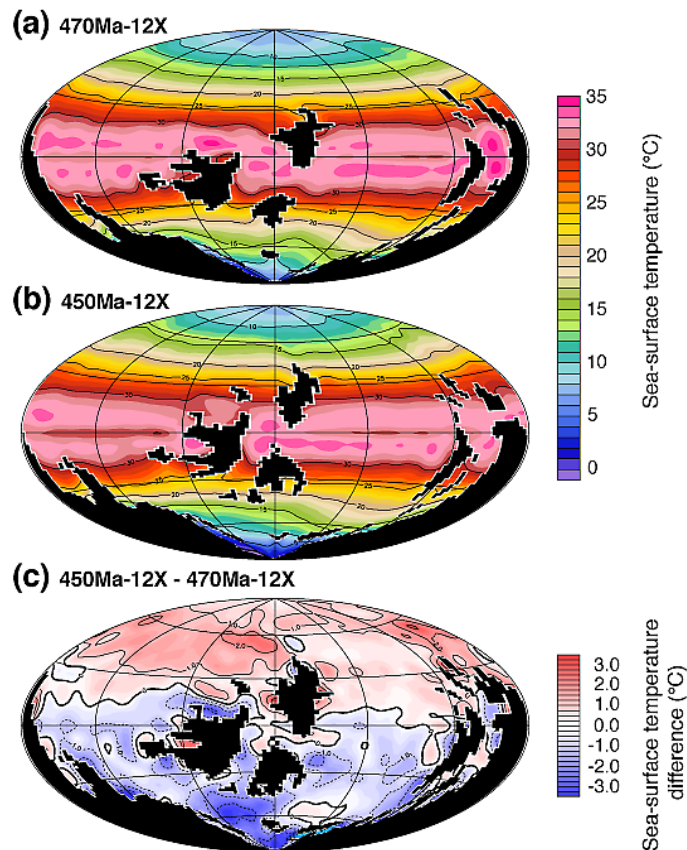 (a) 470Ma-12X
35
30
25
20
15
10
5
0
Sea-surface temperature (°C)
(b) 450Ma-12X
(c) 450Ma-12X - 470Ma-12X
3.0
2.0
1.0
0.0
-1.0
-2.0
-3.0
Sea-surface temperature
difference (°C)